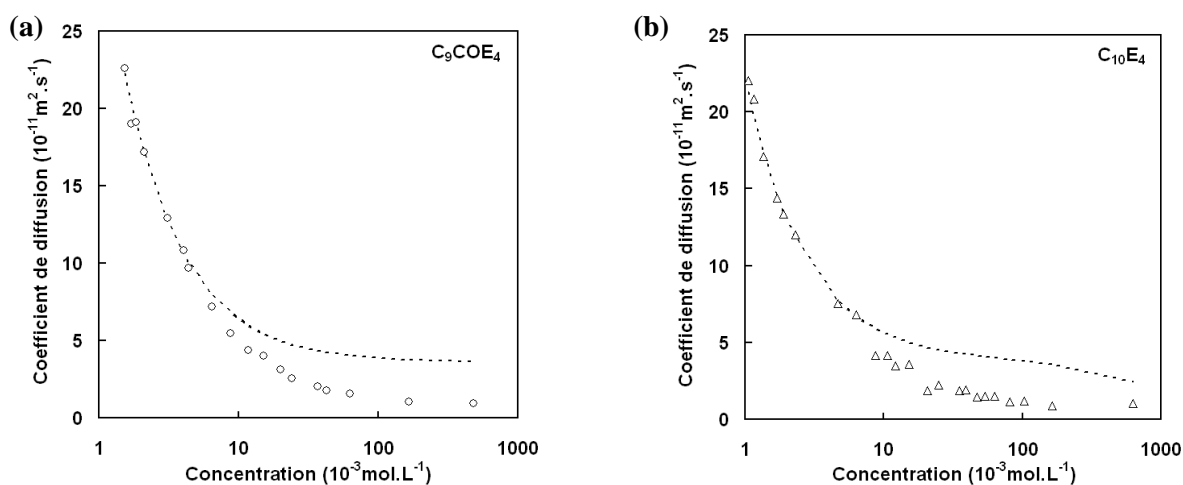 (a)
C₉COE₄
Coefficient de diffusion (10⁻¹¹m².s⁻¹)
25
20
15
10
5
0
1
10
100
1000
Concentration (10⁻³mol.L⁻¹)
(b)
C₁₀E₄
Coefficient de diffusion (10⁻¹¹m².s⁻¹)
25
20
15
10
5
0
1
10
100
1000
Concentration (10⁻³mol.L⁻¹)